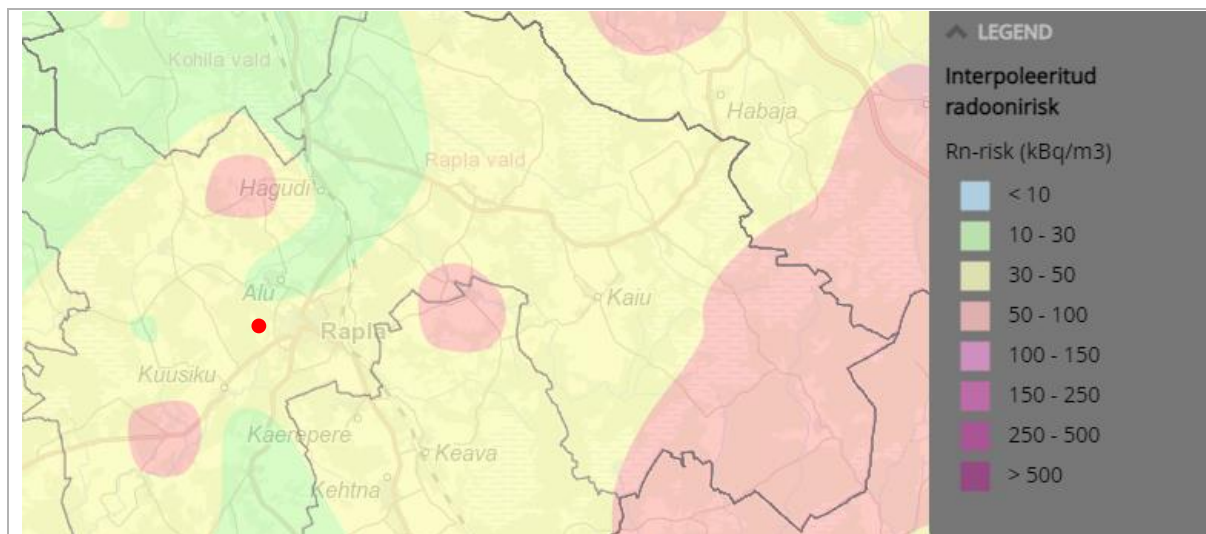 Kohila vald
Habaja
Rapla vald
Hagudi
Alu
Kaiu
Rapla
Kuusiku
Kaerepere
Keava
Kehtna
LEGEND
Interpoleeritud
radoonirisk
Rn-risk (kBq/m3)
< 10
10 - 30
30 - 50
50 - 100
100 - 150
150 - 250
250 - 500
> 500